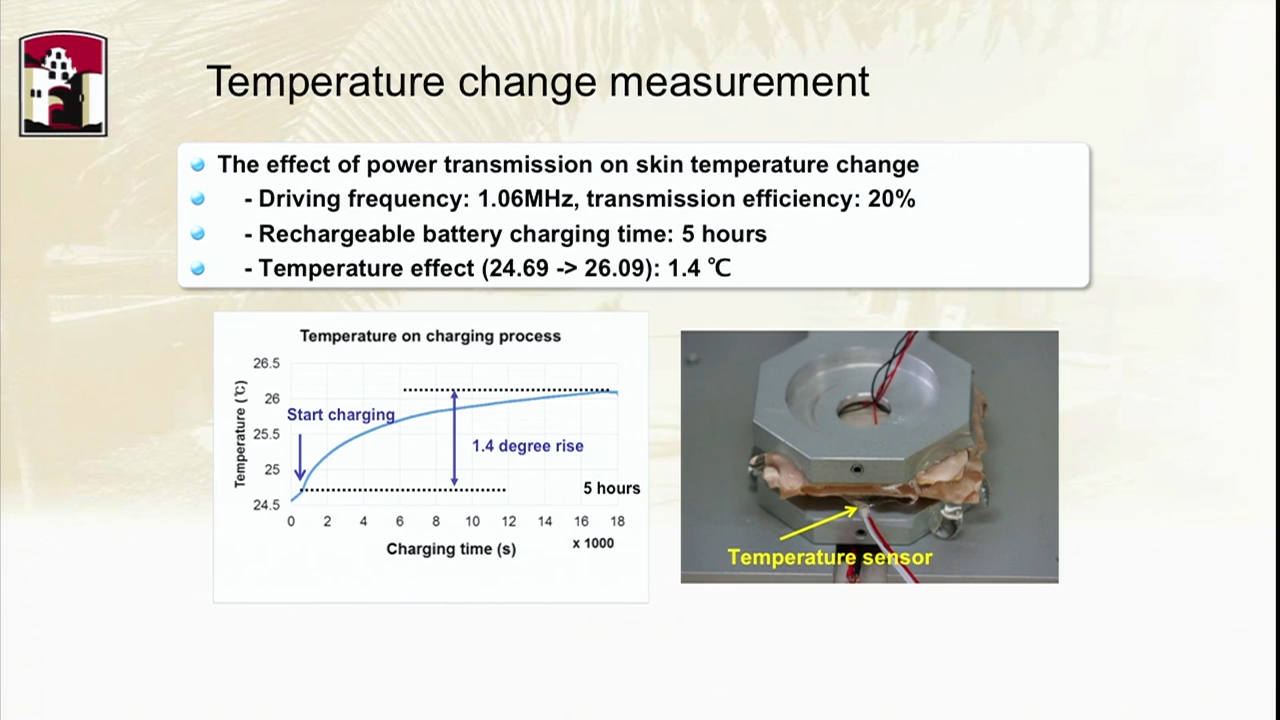 Temperature change measurement
The effect of power transmission on skin temperature change
- Driving frequency: 1.06MHz, transmission efficiency: 20%
- Rechargeable battery charging time: 5 hours
- Temperature effect (24.69 -> 26.09): 1.4 ℃
Temperature on charging process
Temperature (℃)
26.5
26
25.5
25
24.5
Start charging
1.4 degree rise
5 hours
0 2 4 6 8 10 12 14 16 18
Charging time (s)
x 1000
Temperature sensor